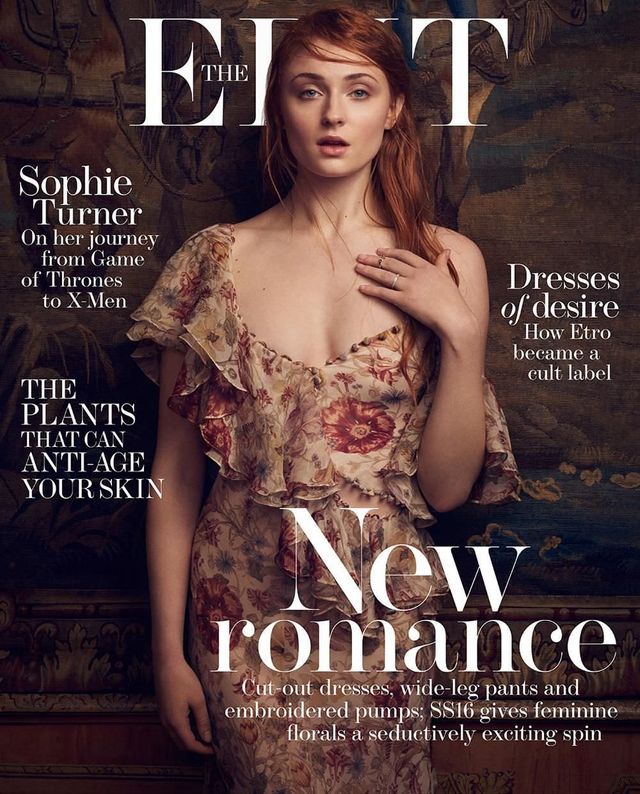 THE EDIT
Sophie
Turner
On her journey
from Game
of Thrones
to X-Men
Dresses
of desire
How Etro
became a
cult label
THE
PLANTS
THAT CAN
ANTI-AGE
YOUR SKIN
New
romance
Cut-out dresses, wide-leg pants and
embroidered pumps; SS16 gives feminine
florals a seductively exciting spin